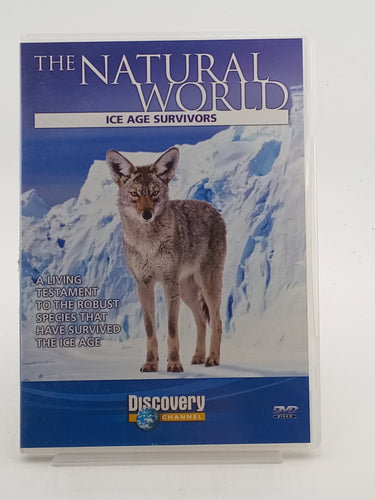 THE NATURAL
WORLD
ICE AGE SURVIVORS
A LIVING
TESTAMENT
TO THE ROBUST
SPECIES THAT
HAVE SURVIVED
THE ICE AGE
Discovery
CHANNEL
DVD
VIDEO